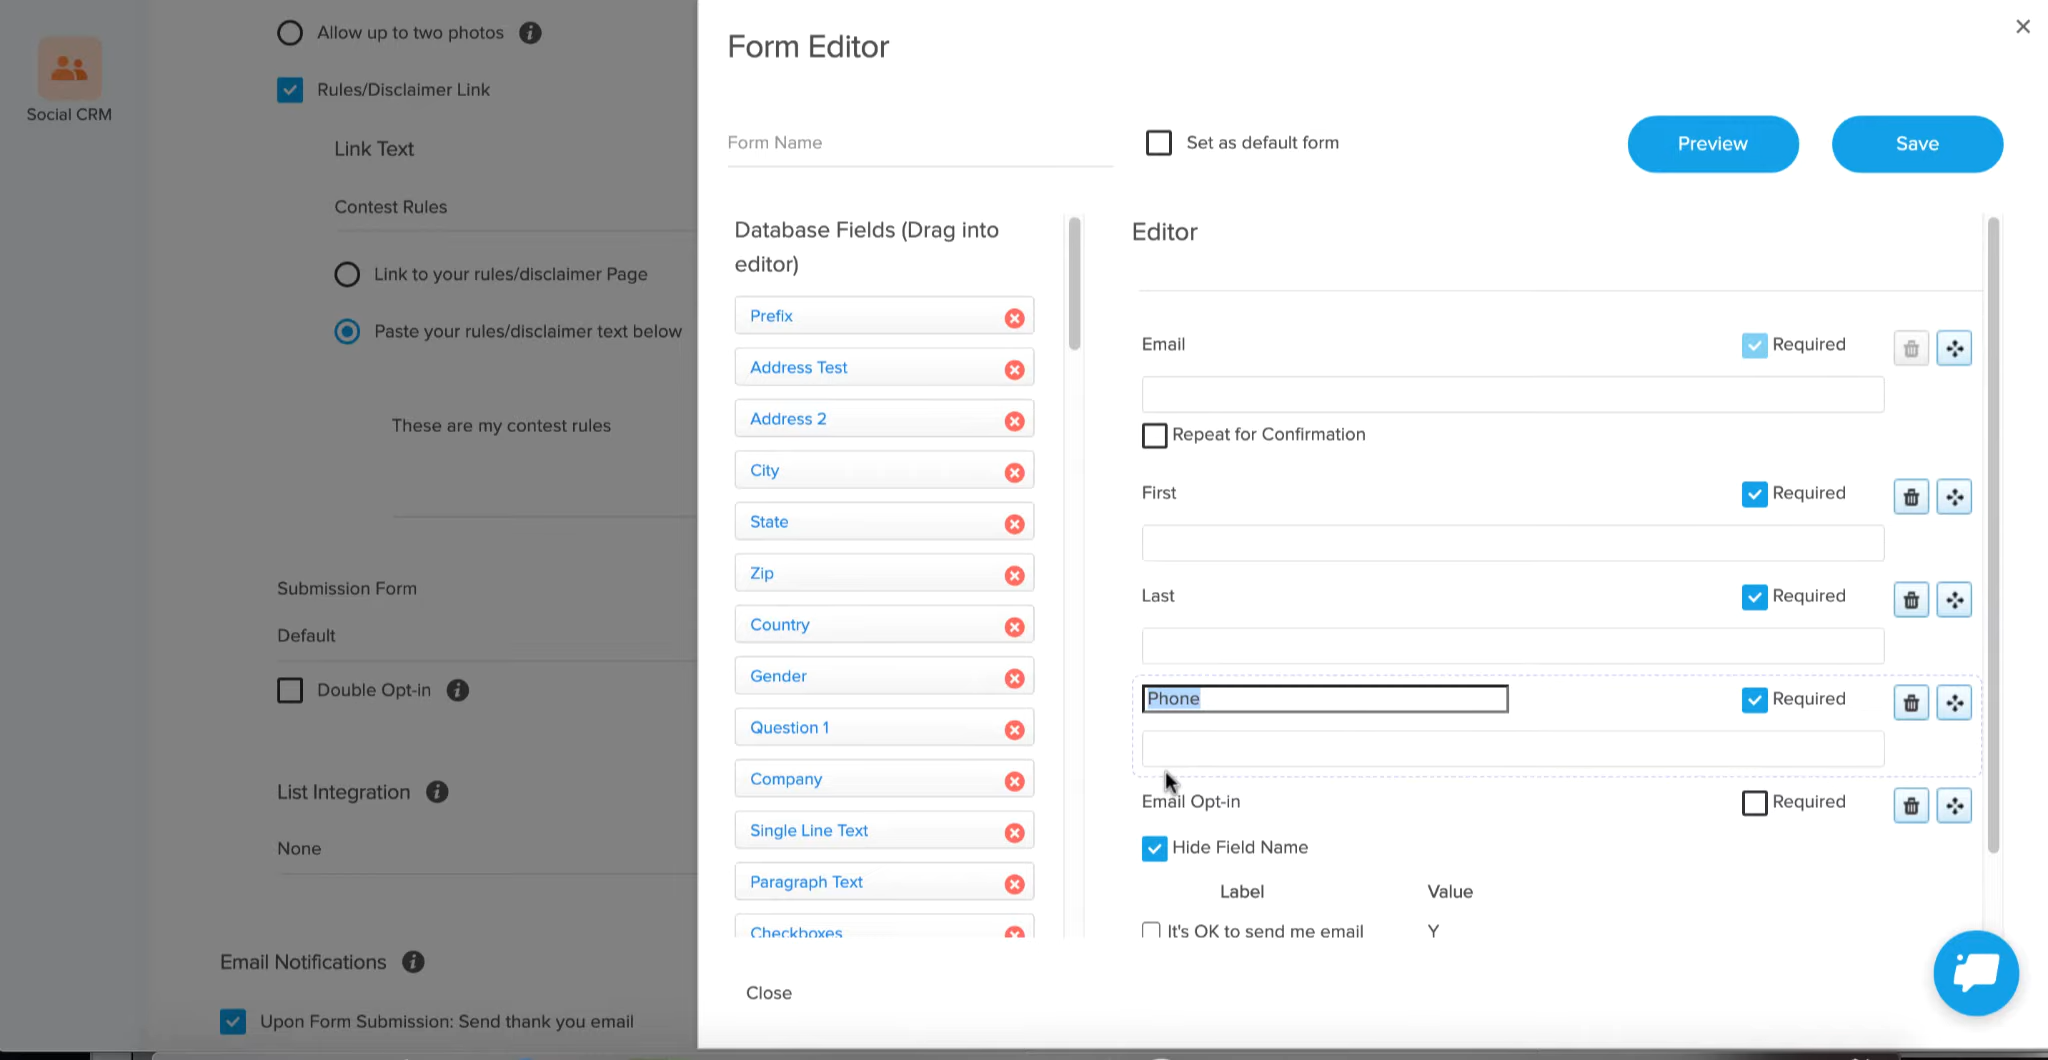 Social CRM
Allow up to two photos
Rules/Disclaimer Link
Link Text
Contest Rules
Link to your rules/disclaimer Page
Paste your rules/disclaimer text below
These are my contest rules
Submission Form
Default
Double Opt-in
List Integration
None
Email Notifications
Upon Form Submission: Send thank you email
Form Editor
Form Name
Set as default form
Preview
Save
Database Fields (Drag into
editor)
Prefix
Address Test
Address 2
City
State
Zip
Country
Gender
Question 1
Company
Single Line Text
Paragraph Text
Checkboxes
Editor
Email
Required
Repeat for Confirmation
First
Required
Last
Required
Phone
Required
Email Opt-in
Required
Hide Field Name
Label Value
It's OK to send me email Y
Close